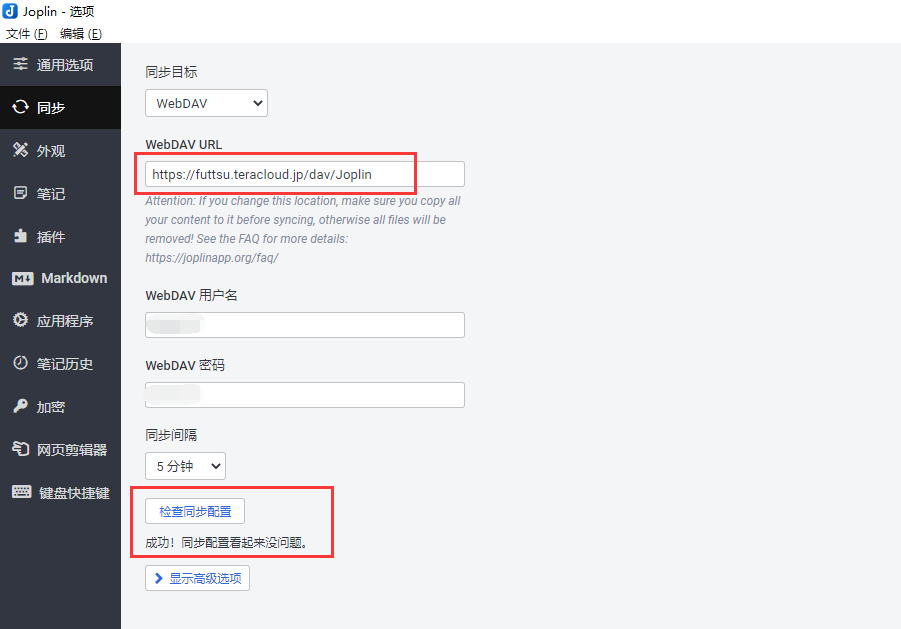 Joplin - 选项
文件 (F) 编辑 (E)
通用选项
同步
外观
笔记
插件
Markdown
应用程序
笔记历史
加密
网页剪辑器
键盘快捷键
同步目标
WebDAV
WebDAV URL
https://futtsu.teracloud.jp/dav/Joplin
Attention: If you change this location, make sure you copy all
your content to it before syncing, otherwise all files will be
removed! See the FAQ for more details:
https://joplinapp.org/faq/
WebDAV 用户名
WebDAV 密码
同步间隔
5 分钟
检查同步配置
成功！同步配置看起来没问题。
显示高级选项